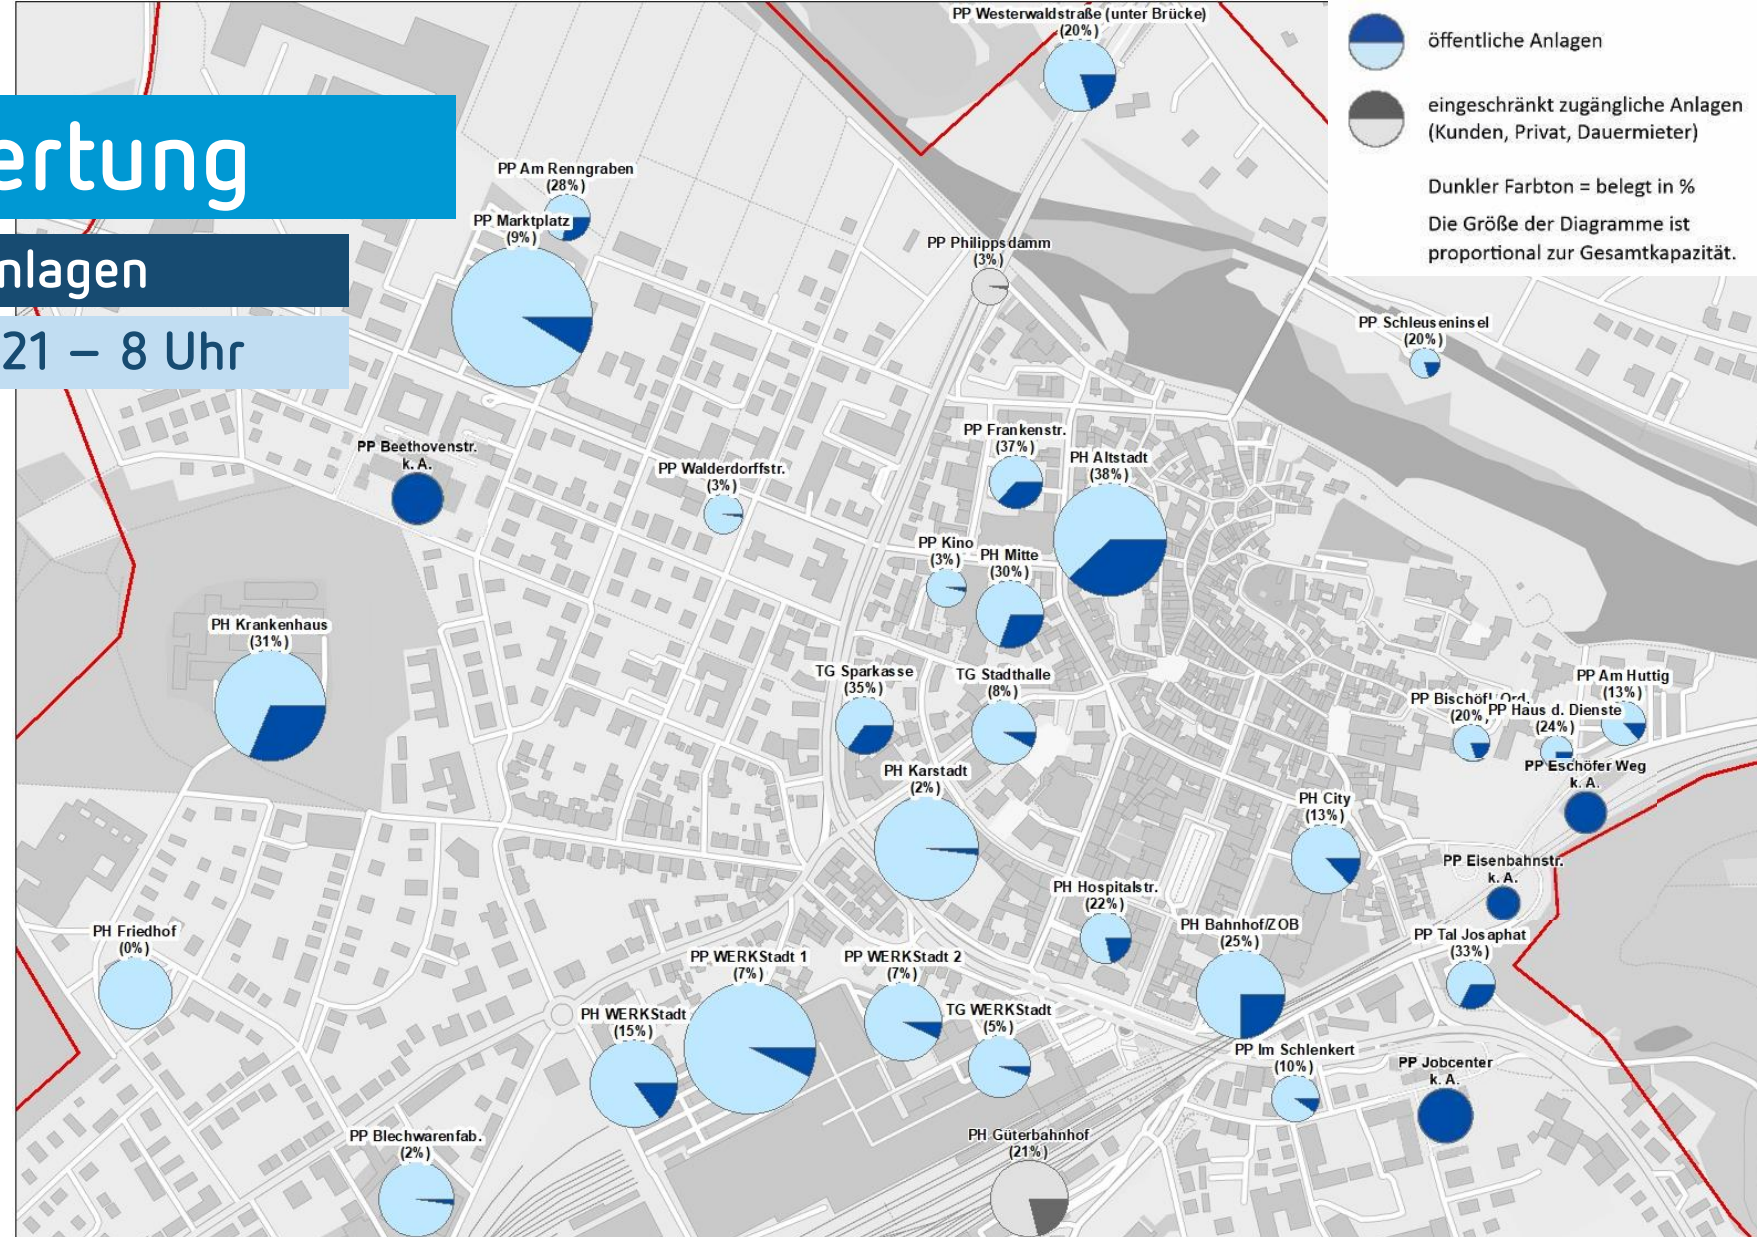 PP Westerwaldstraße (unter Brücke)
(20%)
öffentliche Anlagen
eingeschränkt zugängliche Anlagen
(Kunden, Privat, Dauermieter)
Dunkler Farbton = belegt in %
Die Größe der Diagramme ist
proportional zur Gesamtkapazität.
ertung
nlagen
21 – 8 Uhr
PP Am Renngraben
(28%)
PP Marktplatz
(9%)
PP Philippsdamm
(3%)
PP Schleuseninsel
(20%)
PP Beethovenstr.
k. A.
PP Walderdorffstr.
(3%)
PP Frankenstr.
(37%)
PH Altstadt
(38%)
PP Kino
(3%)
PH Mitte
(30%)
PH Krankenhaus
(31%)
TG Sparkasse
(35%)
TG Stadthalle
(8%)
PP Am Huttig
(13%)
PP Bischöfl. Ord.
(20%)
PP Haus d. Dienste
(24%)
PP Eschöfer Weg
k. A.
PH Karstadt
(2%)
PH City
(13%)
PP Eisenbahnstr.
k. A.
PH Hospitalstr.
(22%)
PH Bahnhof/ZOB
(25%)
PP Tal Josaphat
(33%)
PH Friedhof
(0%)
PP WERKStadt 1
(7%)
PP WERKStadt 2
(7%)
PH WERKStadt
(15%)
TG WERKStadt
(5%)
PP Im Schlenkert
(10%)
PP Jobcenter
k. A.
PP Blechwarenfab.
(2%)
PH Güterbahnhof
(21%)